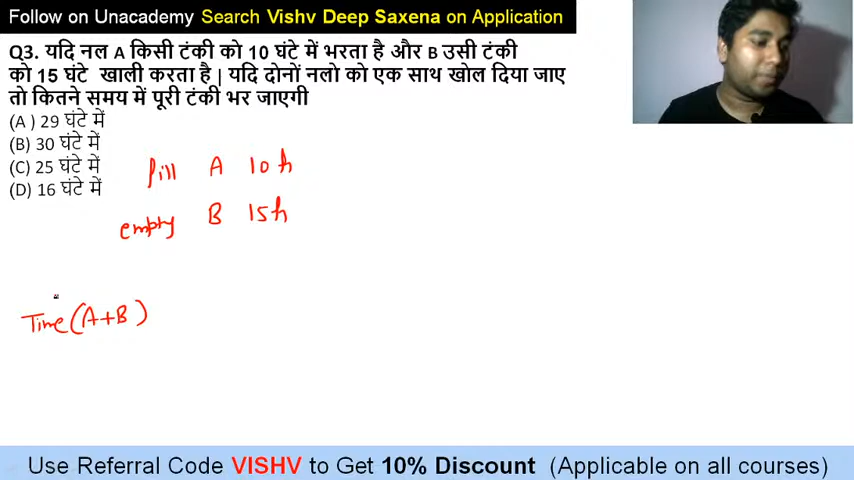 Follow on Unacademy Search Vishv Deep Saxena on Application
Q3. यदि नल A किसी टंकी को 10 घंटे में भरता है और B उसी टंकी
को 15 घंटे खाली करता है | यदि दोनों नलो को एक साथ खोल दिया जाए
तो कितने समय में पूरी टंकी भर जाएगी
(A ) 29 घंटे में
(B) 30 घंटे में
(C) 25 घंटे में
(D) 16 घंटे में
fill A 10h
empty B 15h
Time(A+B)
Use Referral Code VISHV to Get 10% Discount (Applicable on all courses)